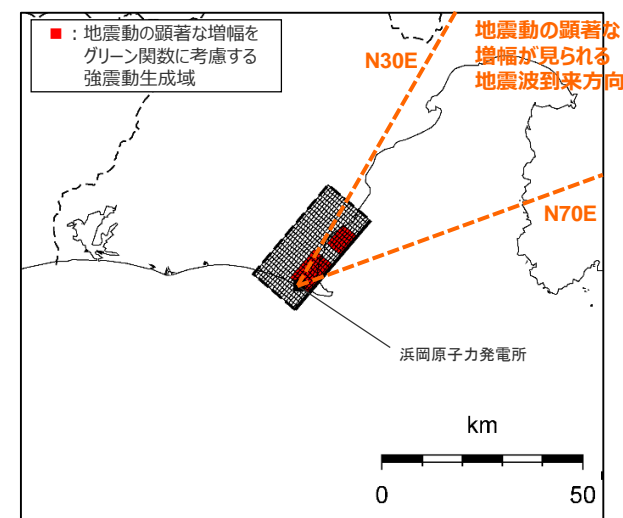 ■：地震動の顕著な増幅を
グリーン関数に考慮する
強震動生成域
地震動の顕著な
増幅が見られる
地震波到来方向
N30E
N70E
浜岡原子力発電所
km
0 50